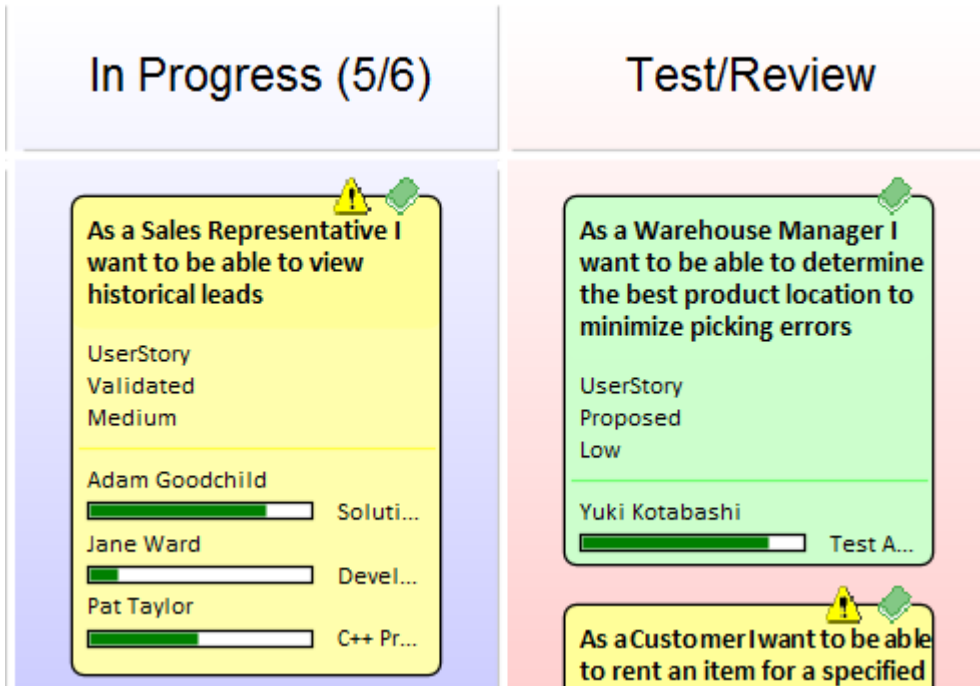 In Progress (5/6)
As a Sales Representative I
want to be able to view
historical leads
UserStory
Validated
Medium
Adam Goodchild
Soluti...
Jane Ward
Devel...
Pat Taylor
C++ Pr...
Test/Review
As a Warehouse Manager I
want to be able to determine
the best product location to
minimize picking errors
UserStory
Proposed
Low
Yuki Kotabashi
Test A...
As a Customer I want to be able
to rent an item for a specified